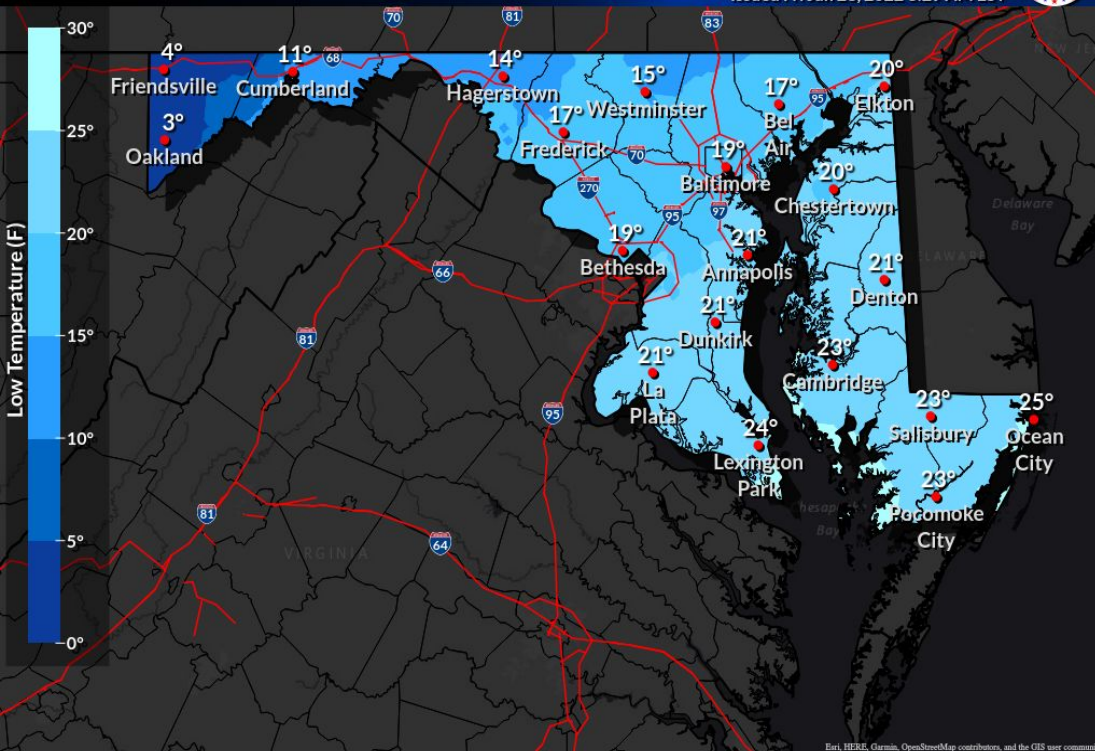 70
81
83
30°
25°
20°
15°
10°
5°
0°
Low Temperature (F)
4°
Friendsville
11°
Cumberland
68
14°
Hagerstown
15°
Westminster
17°
Bel
Air
95
20°
Elkton
3°
Oakland
17°
Frederick
70
19°
Baltimore
20°
Chestertown
270
95
97
19°
Bethesda
21°
Annapolis
21°
Denton
Delaware
Bay
66
81
21°
Dunkirk
21°
La
Plata
23°
Cambridge
95
24°
Lexington
Park
23°
Salisbury
25°
Ocean
City
23°
Pocomoke
City
Bay
81
64
VIRGINIA
Esri, HERE, Garmin, OpenStreetMap contributors, and the GIS user